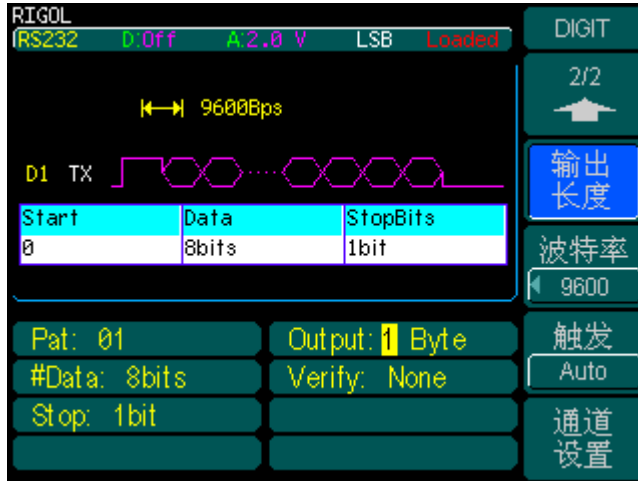 RIGOL
RS232 D:Off A:2.0 V LSB Loaded
9600Bps
D1 TX
Start Data StopBits
0 8bits 1bit
Pat: 01 Output: 1 Byte
#Data: 8bits Verify: None
Stop: 1bit
DIGIT
2/2
输出
长度
波特率
9600
触发
Auto
通道
设置